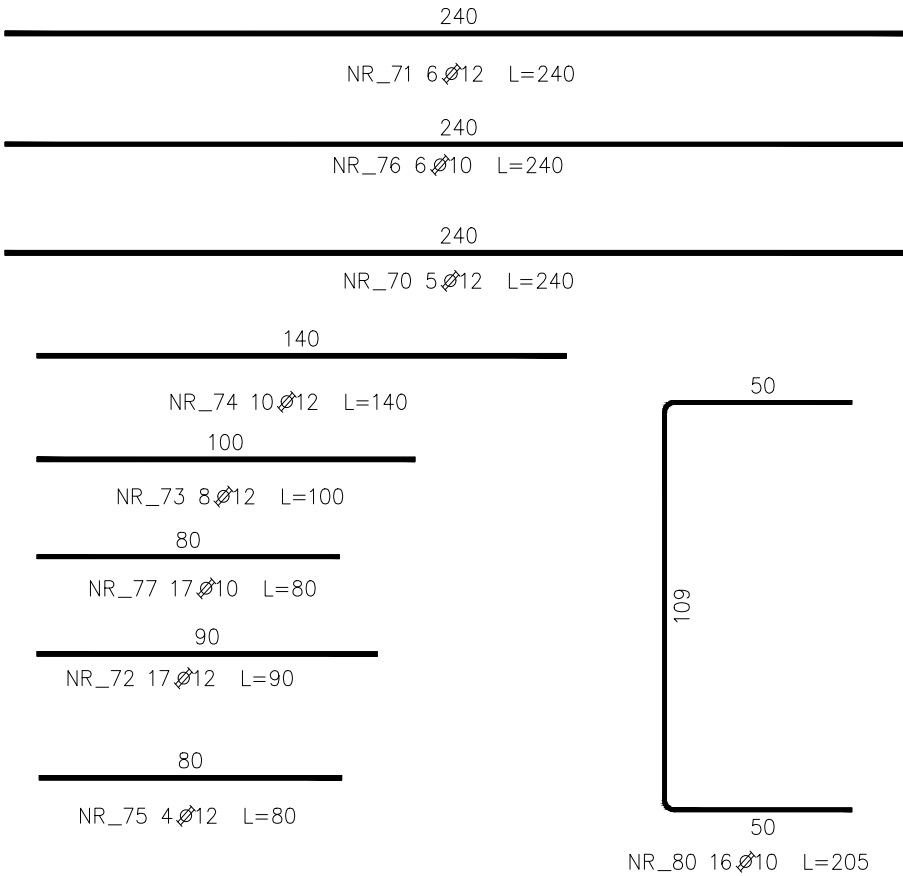 240
NR_71 6⌀12 L=240
240
NR_76 6⌀10 L=240
240
NR_70 5⌀12 L=240
140
NR_74 10⌀12 L=140
100
NR_73 8⌀12 L=100
80
NR_77 17⌀10 L=80
90
NR_72 17⌀12 L=90
80
NR_75 4⌀12 L=80
50
109
50
NR_80 16⌀10 L=205